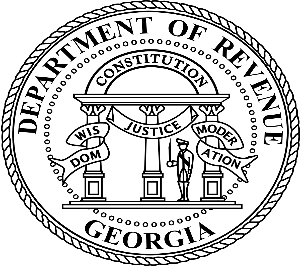 DEPARTMENT OF REVENUE
CONSTITUTION
WIS
DOM
JUSTICE
MODER
ATION
GEORGIA